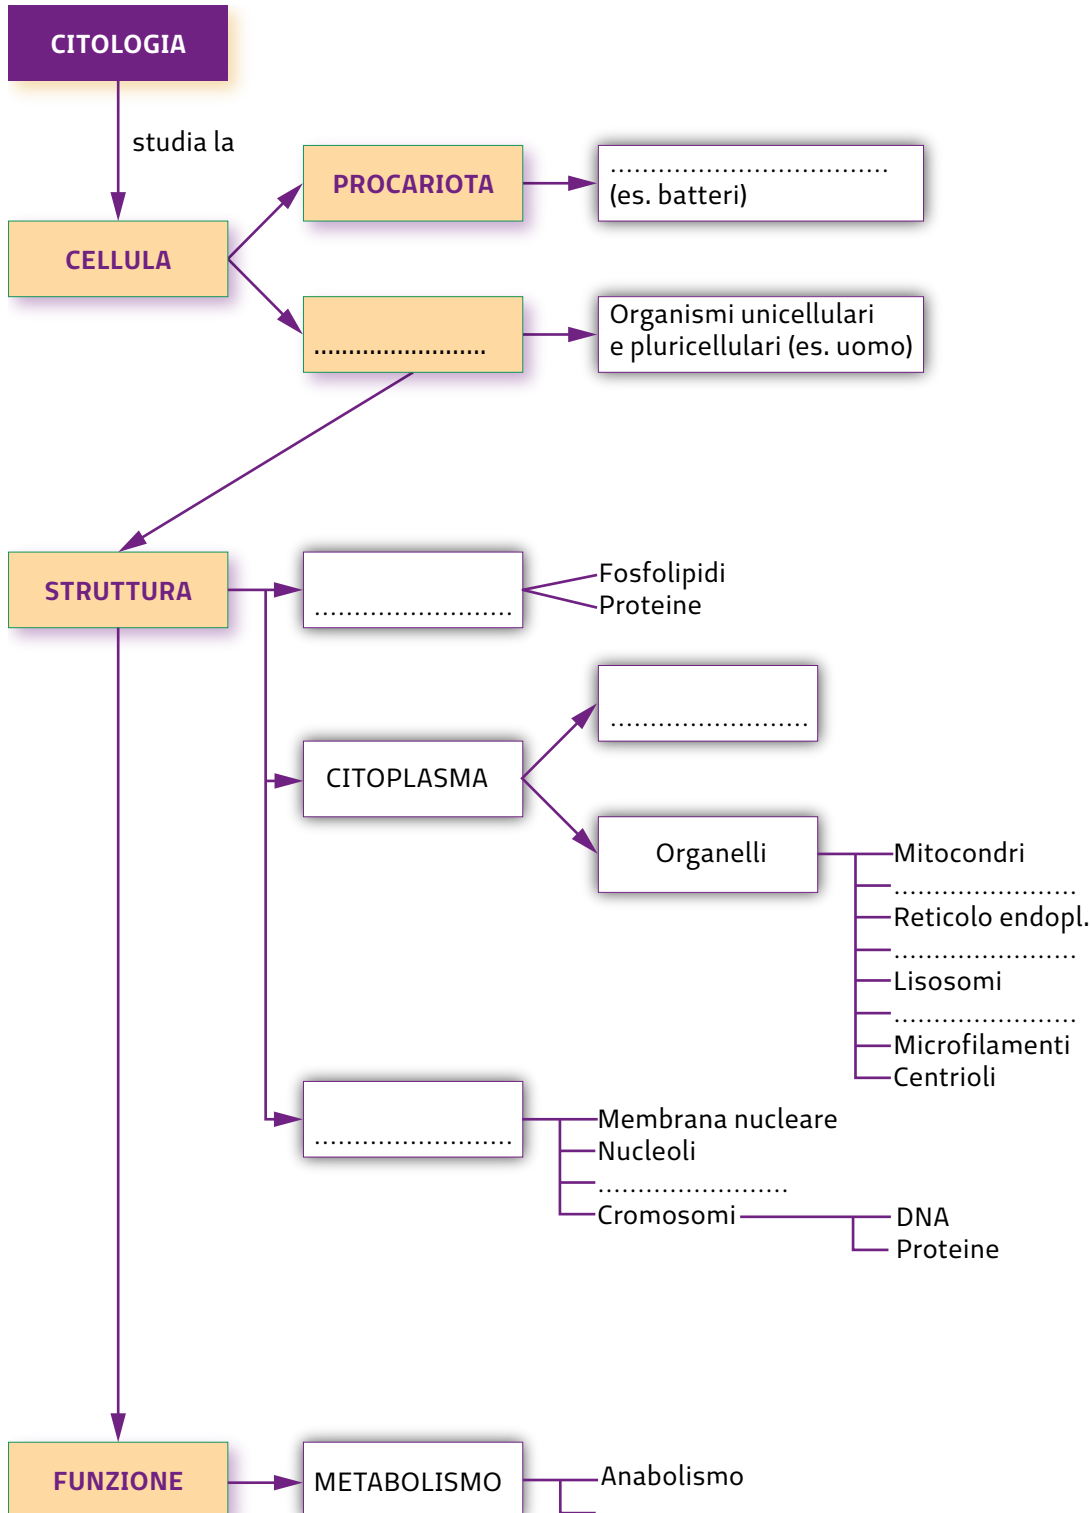 CITOLOGIA
studia la
PROCARIOTA
...................................
(es. batteri)
CELLULA
.........................
Organismi unicellulari
e pluricellulari (es. uomo)
STRUTTURA
.........................
Fosfolipidi
Proteine
.........................
CITOPLASMA
Organelli
Mitocondri
.......................
Reticolo endopl.
.......................
Lisosomi
.......................
Microfilamenti
Centrioli
.........................
Membrana nucleare
Nucleoli
........................
Cromosomi
DNA
Proteine
FUNZIONE
METABOLISMO
Anabolismo